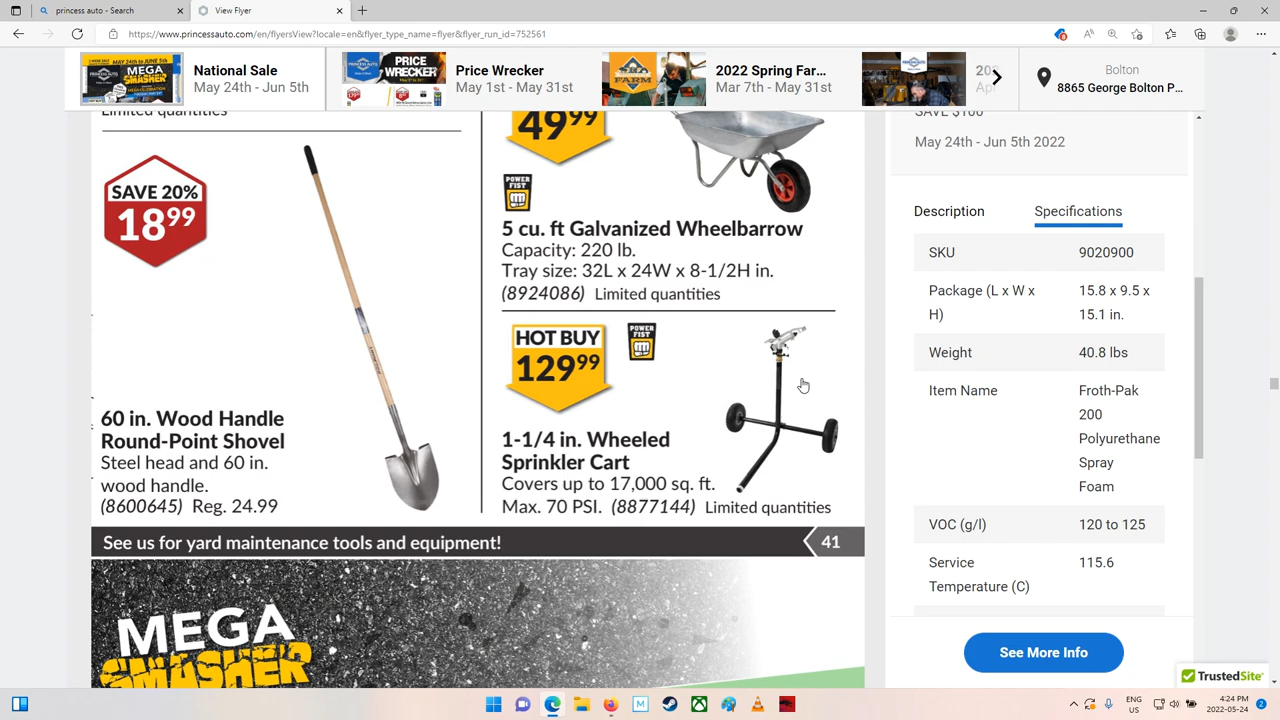 princess auto - Search
View Flyer
https://www.princessauto.com/en/flyersView?locale=en&flyer_type_name=flyer&flyer_run_id=752561
National Sale
May 24th - Jun 5th
Price Wrecker
May 1st - May 31st
2022 Spring Far...
Mar 7th - May 31st
Bolton
8865 George Bolton P...
Limited quantities
SAVE 20%
18.99
60 in. Wood Handle
Round-Point Shovel
Steel head and 60 in.
wood handle.
(8600645) Reg. 24.99
49.99
POWER
FIST
5 cu. ft Galvanized Wheelbarrow
Capacity: 220 lb.
Tray size: 32L x 24W x 8-1/2H in.
(8924086) Limited quantities
HOT BUY
129.99
POWER
FIST
1-1/4 in. Wheeled
Sprinkler Cart
Covers up to 17,000 sq. ft.
Max. 70 PSI. (8877144) Limited quantities
See us for yard maintenance tools and equipment! 41
MEGA
SMASHER
SAVE $100
May 24th - Jun 5th 2022
Description Specifications
SKU 9020900
Package (L x W x 15.8 x 9.5 x
H) 15.1 in.
Weight 40.8 lbs
Item Name Froth-Pak
200
Polyurethane
Spray
Foam
VOC (g/l) 120 to 125
Service 115.6
Temperature (C)
See More Info
TrustedSite
ENG
US
4:24 PM
2022-05-24
2